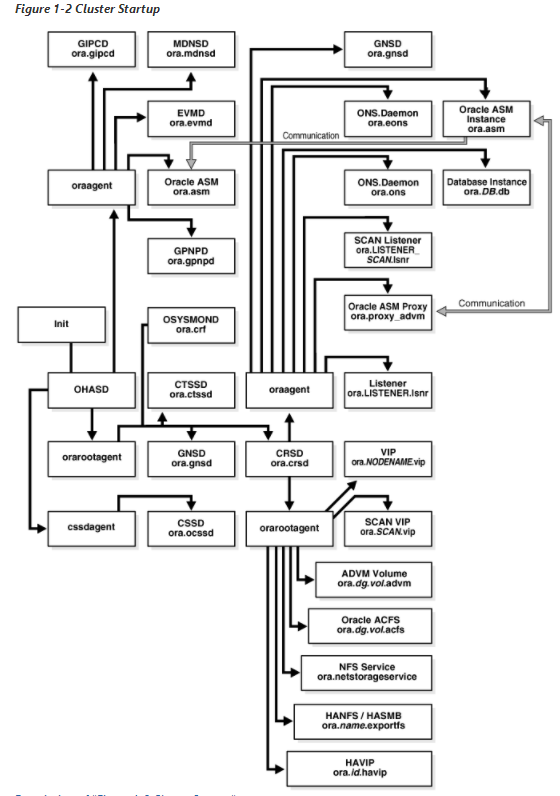 Figure 1-2 Cluster Startup
GIPCD
ora.gipcd
MDNSD
ora.mdnsd
GNSD
ora.gnsd
EVMD
ora.evmd
ONS.Daemon
ora.eons
Oracle ASM
Instance
ora.asm
Communication
oraagent
Oracle ASM
ora.asm
ONS.Daemon
ora.ons
Database Instance
ora.DB.db
GPNPD
ora.gpnpd
SCAN Listener
ora.LISTENER_
SCAN.lsnr
Oracle ASM Proxy
ora.proxy_advm
Communication
Init
OSYSMOND
ora.crf
OHASD
CTSSD
ora.ctssd
oraagent
Listener
ora.LISTENER.lsnr
orarootagent
GNSD
ora.gnsd
CRSD
ora.crsd
VIP
ora.NODENAME.vip
cssdagent
CSSD
ora.ocssd
orarootagent
SCAN VIP
ora.SCAN.vip
ADVM Volume
ora.dg.vol.advm
Oracle ACFS
ora.dg.vol.acfs
NFS Service
ora.netstorageservice
HANFS / HASMB
ora.name.exportfs
HAVIP
ora.id.havip